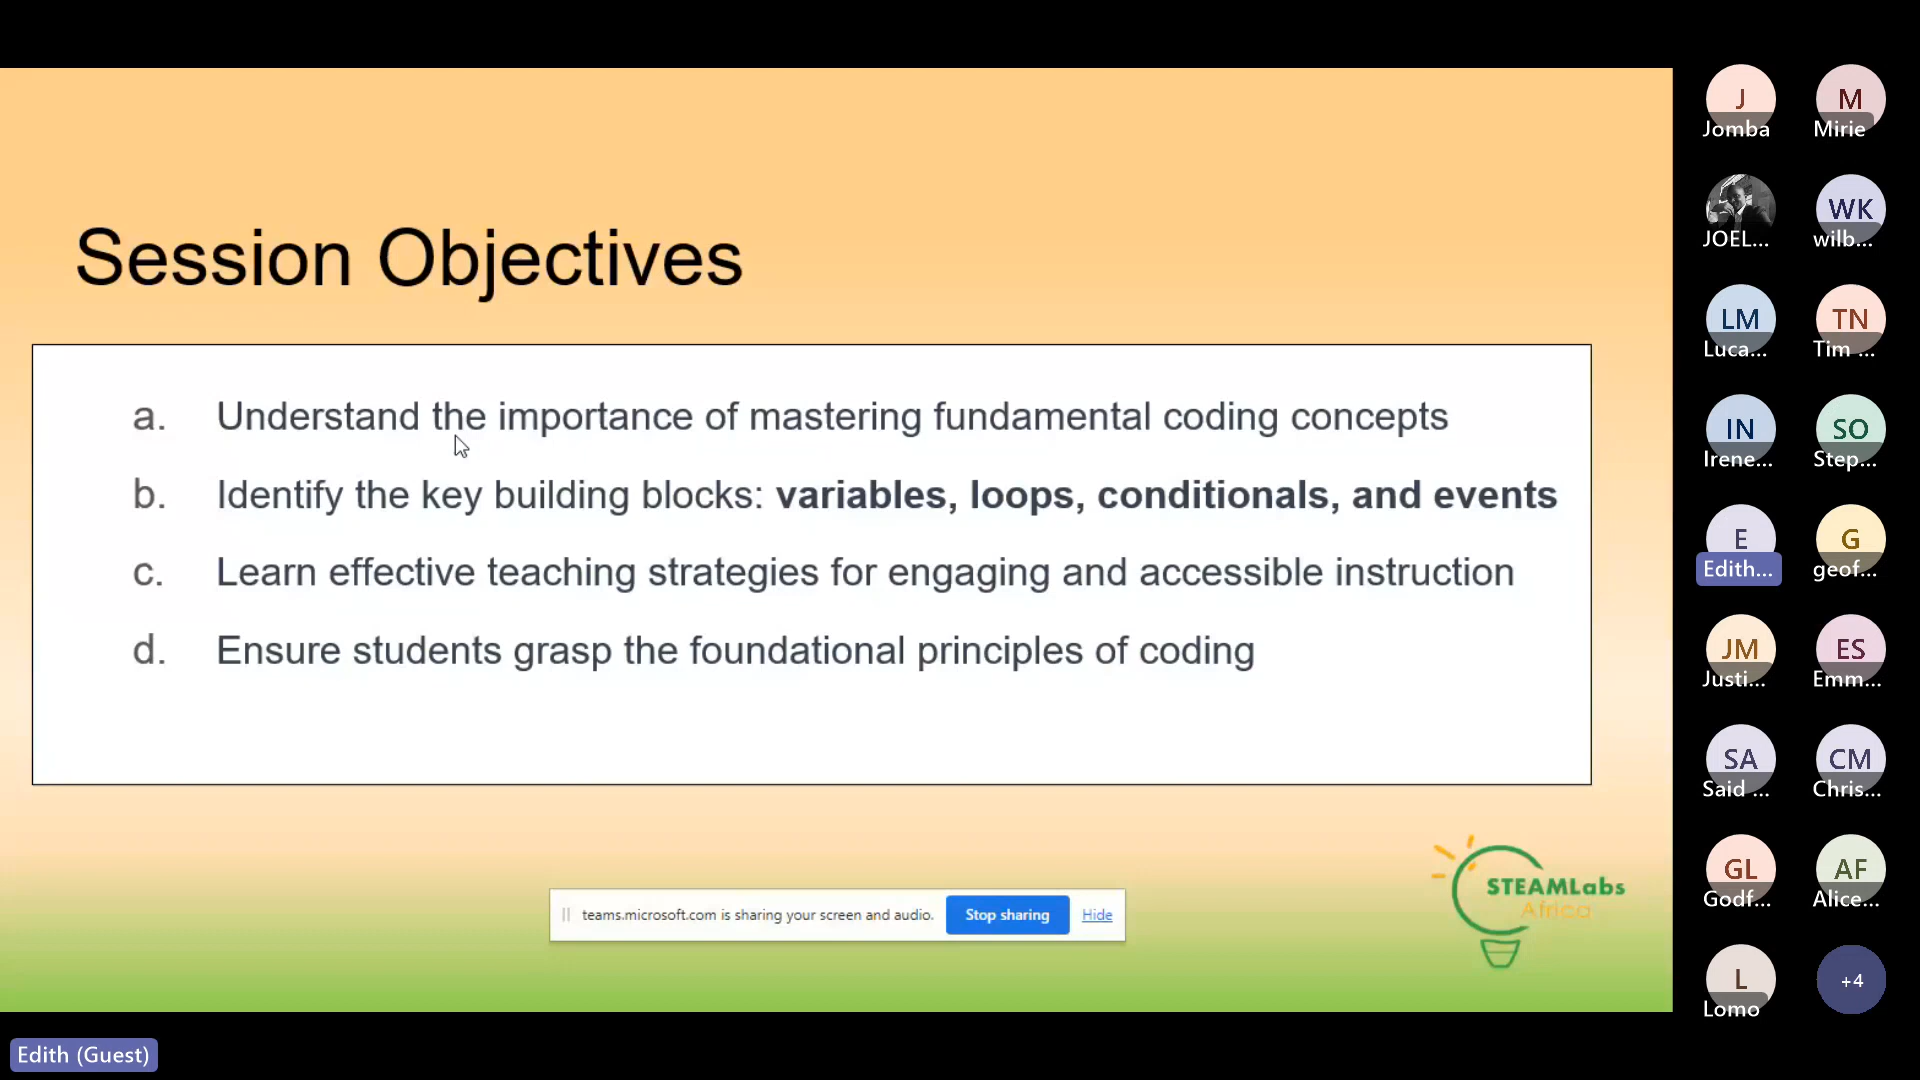 Session Objectives
a. Understand the importance of mastering fundamental coding concepts
b. Identify the key building blocks: variables, loops, conditionals, and events
c. Learn effective teaching strategies for engaging and accessible instruction
d. Ensure students grasp the foundational principles of coding
STEAMLabs
Africa
teams.microsoft.com is sharing your screen and audio. Stop sharing Hide
Edith (Guest)
J M
Jomba Mirie
WK
JOEL... wilb...
LM TN
Luca... Tim ...
IN SO
Irene... Step...
E G
Edith... geof...
JM ES
Justi... Emm...
SA CM
Said ... Chris...
GL AF
Godf... Alice...
L +4
Lomo